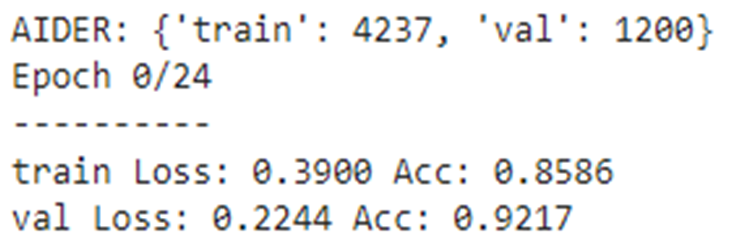 AIDER: {'train': 4237, 'val': 1200}
Epoch 0/24
----------
train Loss: 0.3900 Acc: 0.8586
val Loss: 0.2244 Acc: 0.9217